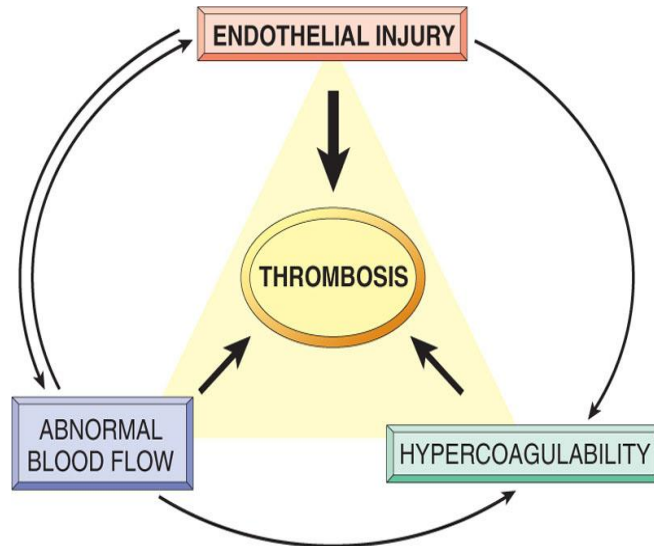 ENDOTHELIAL INJURY
THROMBOSIS
ABNORMAL
BLOOD FLOW
HYPERCOAGULABILITY